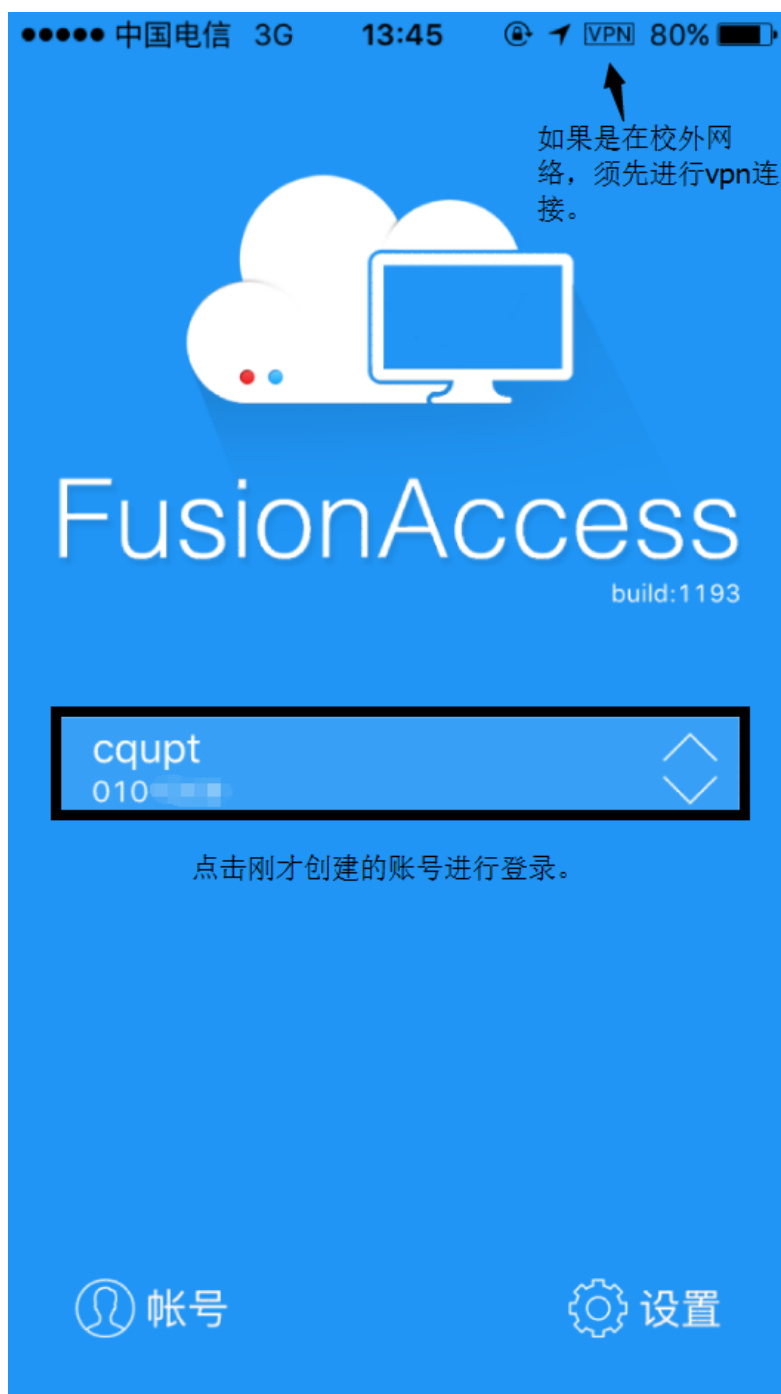 中国电信 3G 13:45 VPN 80%
如果是在校外网
络，须先进行vpn连
接。
FusionAccess
build:1193
cqupt
010
点击刚才创建的账号进行登录。
帐号 设置